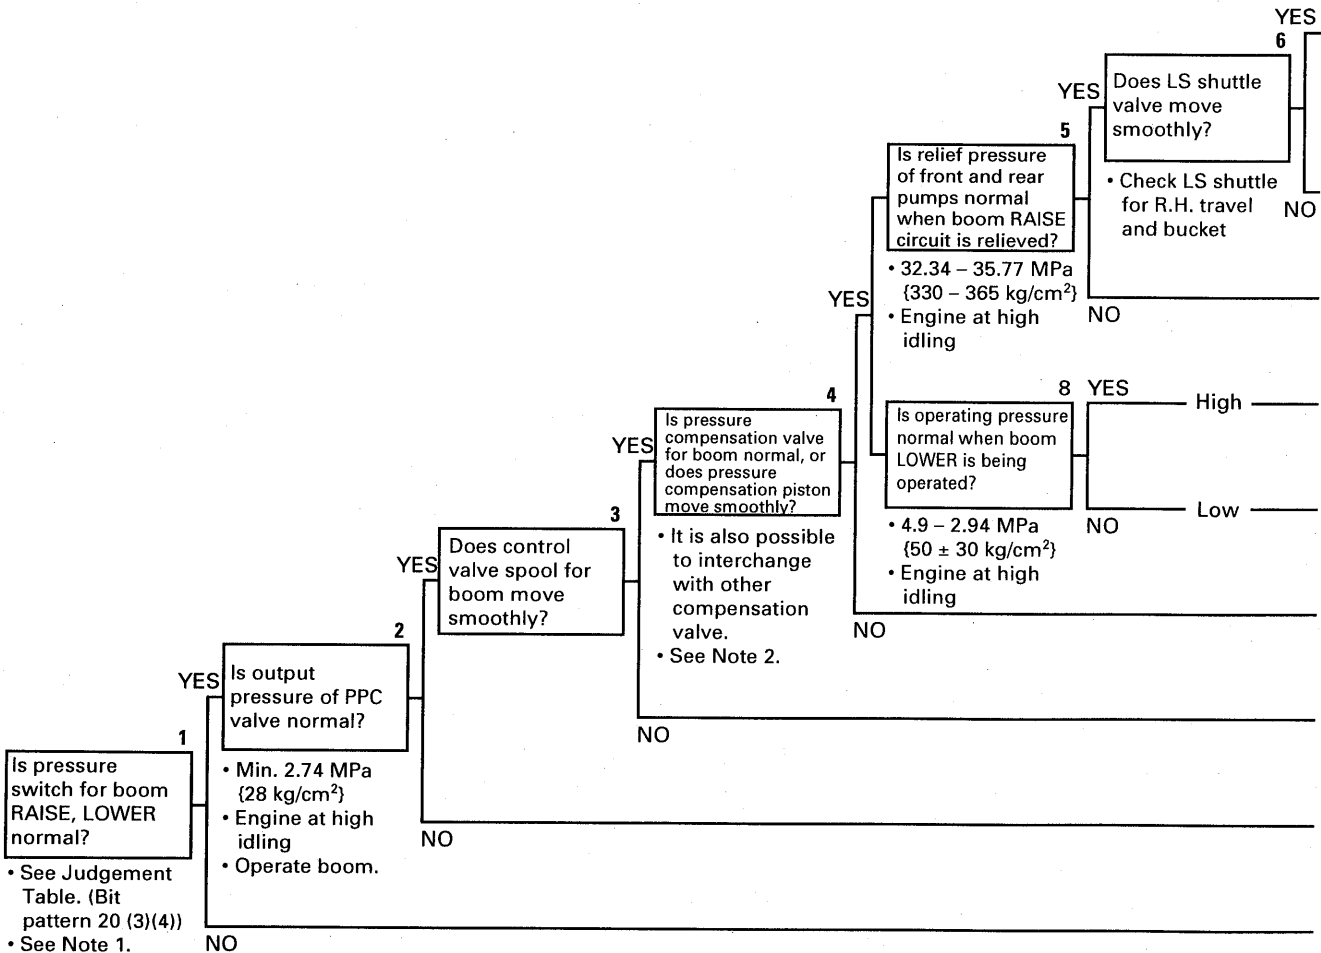 1
Is pressure
switch for boom
RAISE, LOWER
normal?
• See Judgement
Table. (Bit
pattern 20 (3)(4))
• See Note 1.
YES
NO
2
Is output
pressure of PPC
valve normal?
• Min. 2.74 MPa
{28 kg/cm²}
• Engine at high
idling
• Operate boom.
YES
NO
3
Does control
valve spool for
boom move
smoothly?
YES
NO
4
Is pressure
compensation valve
for boom normal, or
does pressure
compensation piston
move smoothly?
• It is also possible
to interchange
with other
compensation
valve.
• See Note 2.
YES
NO
5
Is relief pressure
of front and rear
pumps normal
when boom RAISE
circuit is relieved?
• 32.34 – 35.77 MPa
{330 – 365 kg/cm²}
• Engine at high
idling
YES
NO
6
Does LS shuttle
valve move
smoothly?
• Check LS shuttle
for R.H. travel
and bucket
YES
NO
8
Is operating pressure
normal when boom
LOWER is being
operated?
• 4.9 – 2.94 MPa
{50 ± 30 kg/cm²}
• Engine at high
idling
YES
High
NO
Low